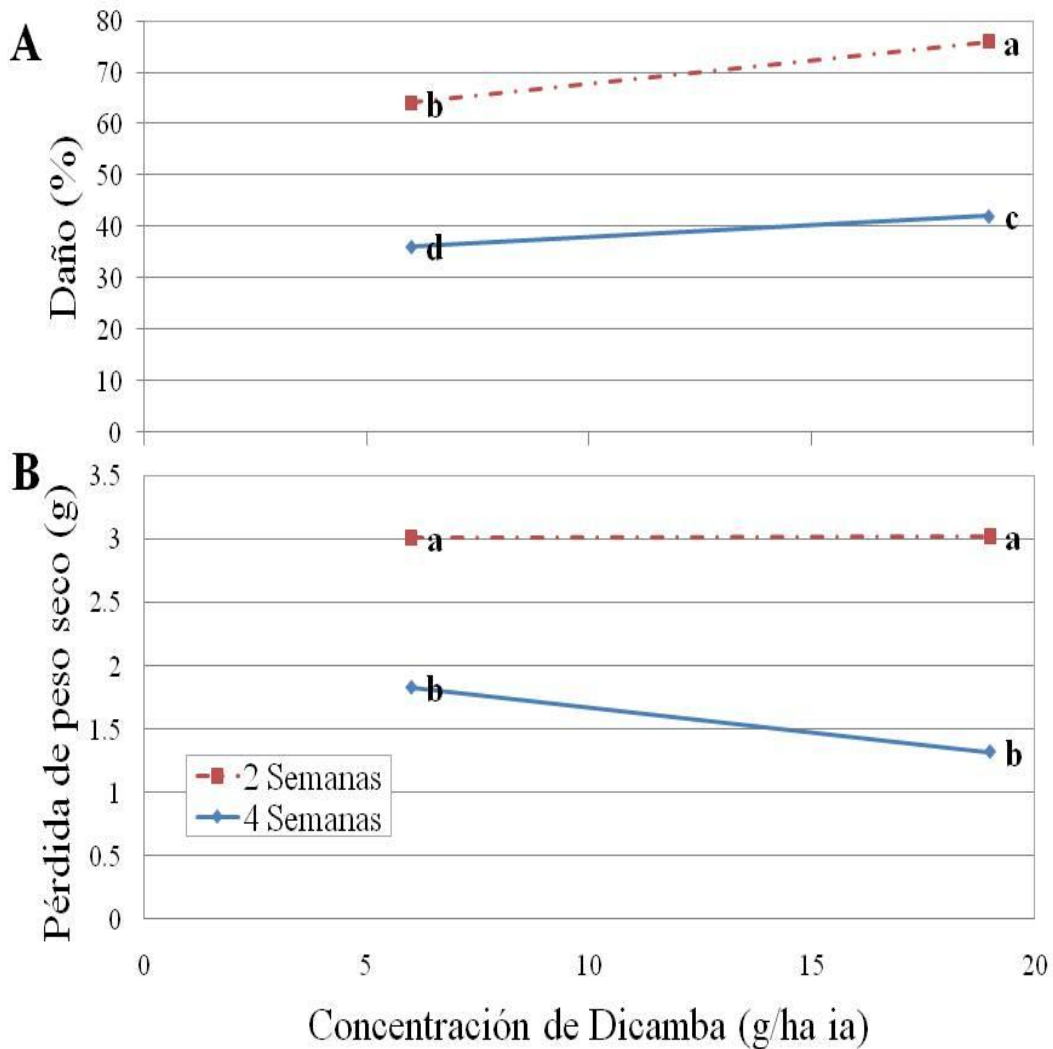 A
Daño (%)
80
70
60
50
40
30
20
10
0
a
b
c
d
B
Pérdida de peso seco (g)
3.5
3
2.5
2
1.5
1
0.5
0
a
a
b
b
2 Semanas
4 Semanas
0 5 10 15 20
Concentración de Dicamba (g/ha ia)